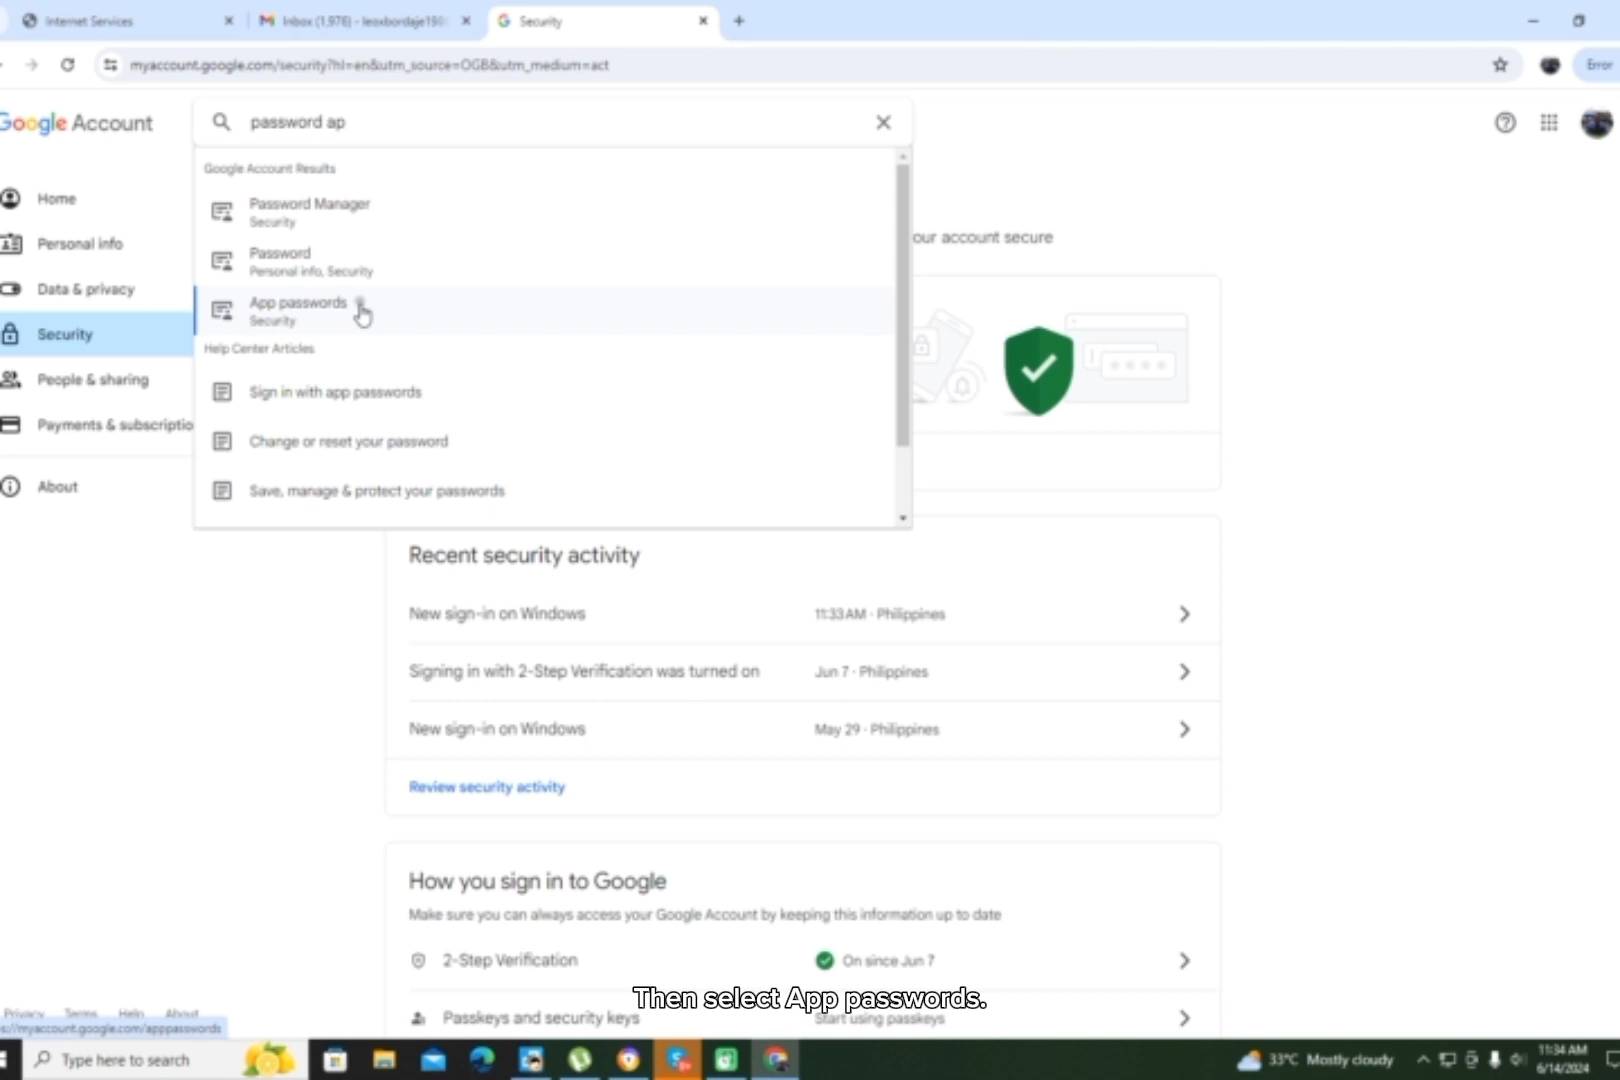 Internet Services
Inbox (1,976) - leoxbordaje198
Security
myaccount.google.com/security?hl=en&utm_source=OGB&utm_medium=act
Error
Google Account
password ap
Google Account Results
Password Manager
Security
Password
Personal info, Security
App passwords
Security
Help Center Articles
Sign in with app passwords
Change or reset your password
Save, manage & protect your passwords
Home
Personal info
Data & privacy
Security
People & sharing
Payments & subscriptio
About
our account secure
Recent security activity
New sign-in on Windows
11:33 AM · Philippines
Signing in with 2-Step Verification was turned on
Jun 7 · Philippines
New sign-in on Windows
May 29 · Philippines
Review security activity
How you sign in to Google
Make sure you can always access your Google Account by keeping this information up to date
2-Step Verification
On since Jun 7
Then select App passwords.
Passkeys and security keys
Start using passkeys
Privacy Terms Help About
s://myaccount.google.com/apppasswords
Type here to search
33°C Mostly cloudy
11:34 AM
6/14/2024